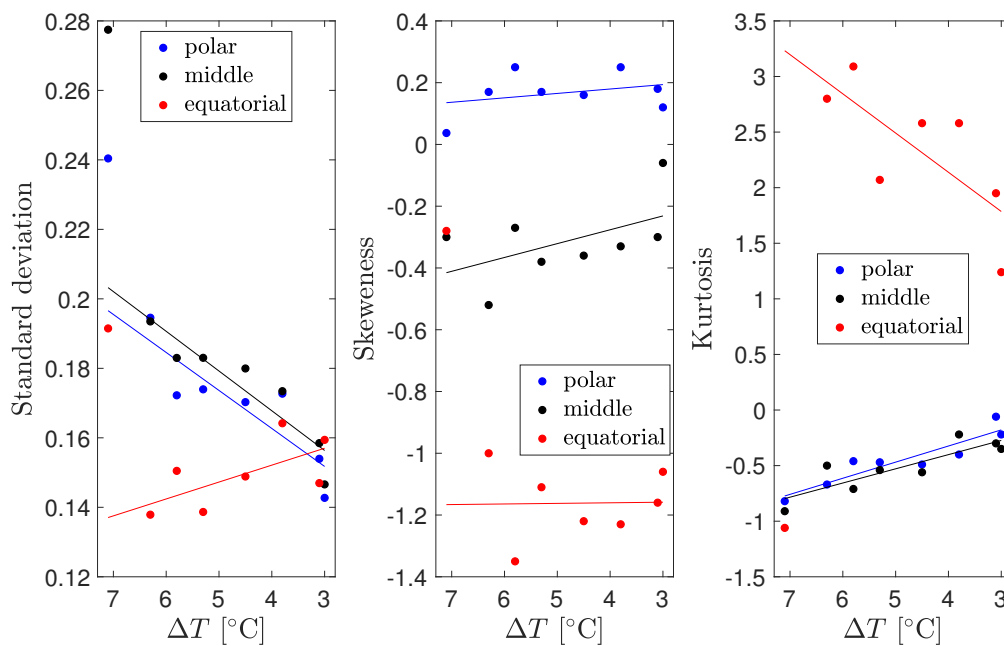 Standard deviation
0.28
0.26
0.24
0.22
0.2
0.18
0.16
0.14
0.12
polar
middle
equatorial
7 6 5 4 3
ΔT [°C]
Skeweness
0.4
0.2
0
-0.2
-0.4
-0.6
-0.8
-1
-1.2
-1.4
polar
middle
equatorial
7 6 5 4 3
ΔT [°C]
Kurtosis
3.5
3
2.5
2
1.5
1
0.5
0
-0.5
-1
-1.5
polar
middle
equatorial
7 6 5 4 3
ΔT [°C]